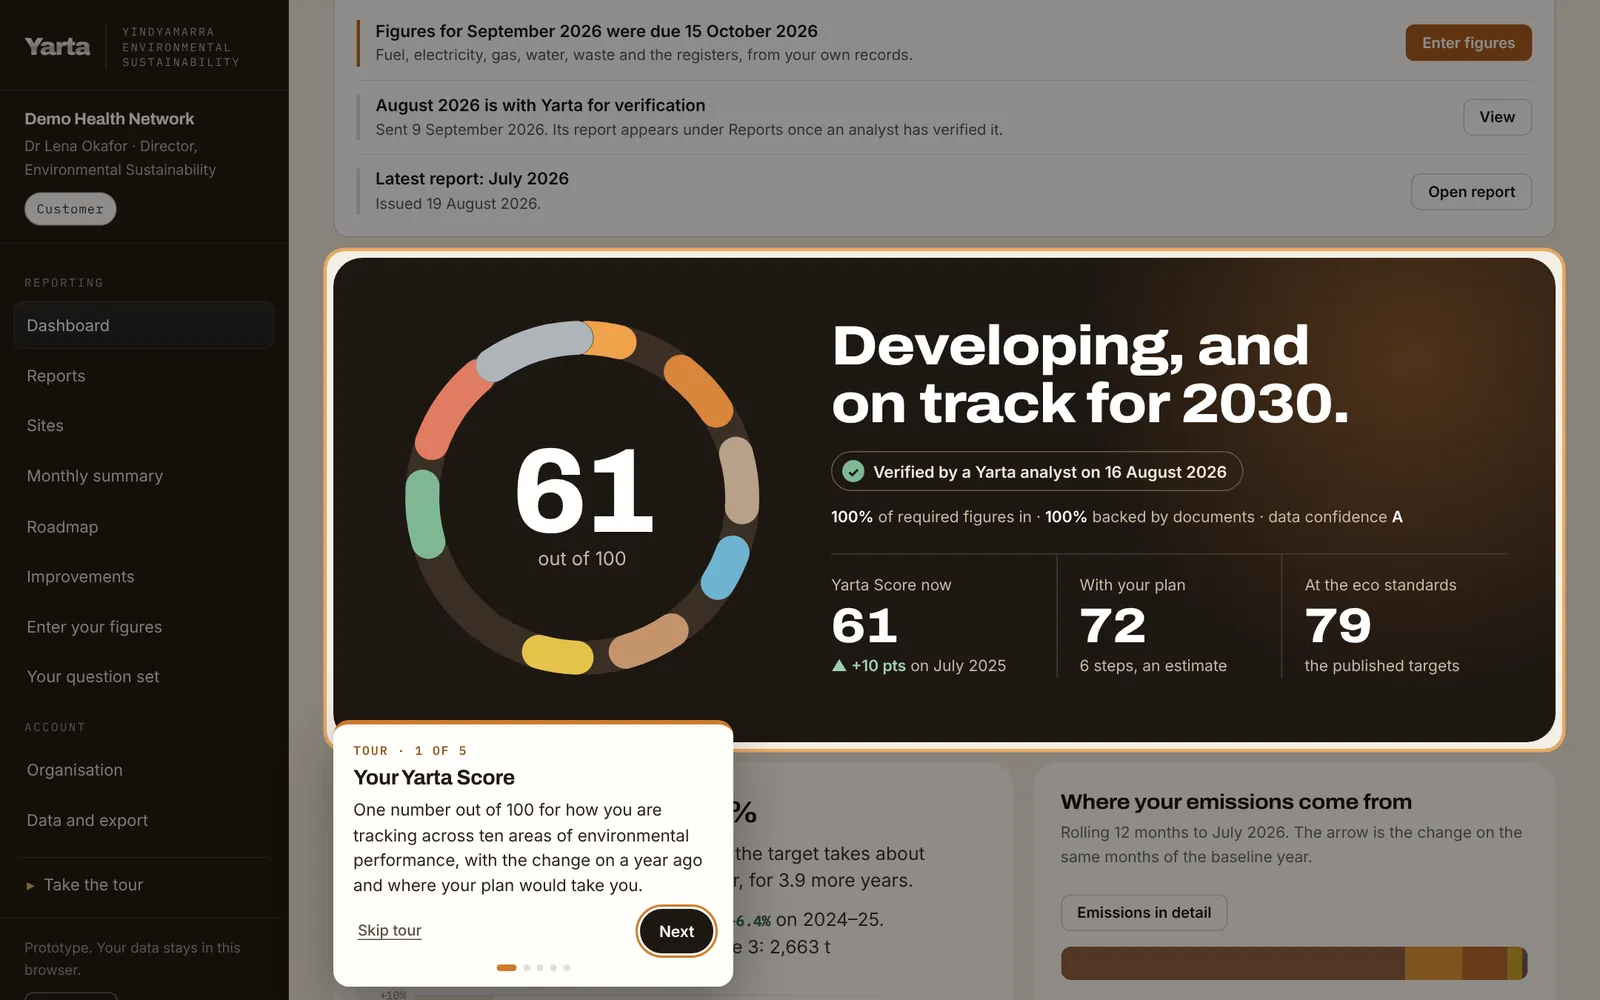 Yarta
YINDYAMARRA
ENVIRONMENTAL
SUSTAINABILITY
Demo Health Network
Dr Lena Okafor · Director,
Environmental Sustainability
Customer
REPORTING
Dashboard
Reports
Sites
Monthly summary
Roadmap
Improvements
Enter your figures
Your question set
ACCOUNT
Organisation
Data and export
Take the tour
Prototype. Your data stays in this
browser.
Figures for September 2026 were due 15 October 2026
Fuel, electricity, gas, water, waste and the registers, from your own records.
Enter figures
August 2026 is with Yarta for verification
Sent 9 September 2026. Its report appears under Reports once an analyst has verified it.
View
Latest report: July 2026
Issued 19 August 2026.
Open report
61
out of 100
Developing, and
on track for 2030.
Verified by a Yarta analyst on 16 August 2026
100% of required figures in · 100% backed by documents · data confidence A
Yarta Score now
61
+10 pts on July 2025
With your plan
72
6 steps, an estimate
At the eco standards
79
the published targets
TOUR · 1 OF 5
Your Yarta Score
One number out of 100 for how you are
tracking across ten areas of environmental
performance, with the change on a year ago
and where your plan would take you.
Skip tour
Next
%
the target takes about
, for 3.9 more years.
6.4% on 2024–25.
3: 2,663 t
+10%
Where your emissions come from
Rolling 12 months to July 2026. The arrow is the change on the
same months of the baseline year.
Emissions in detail